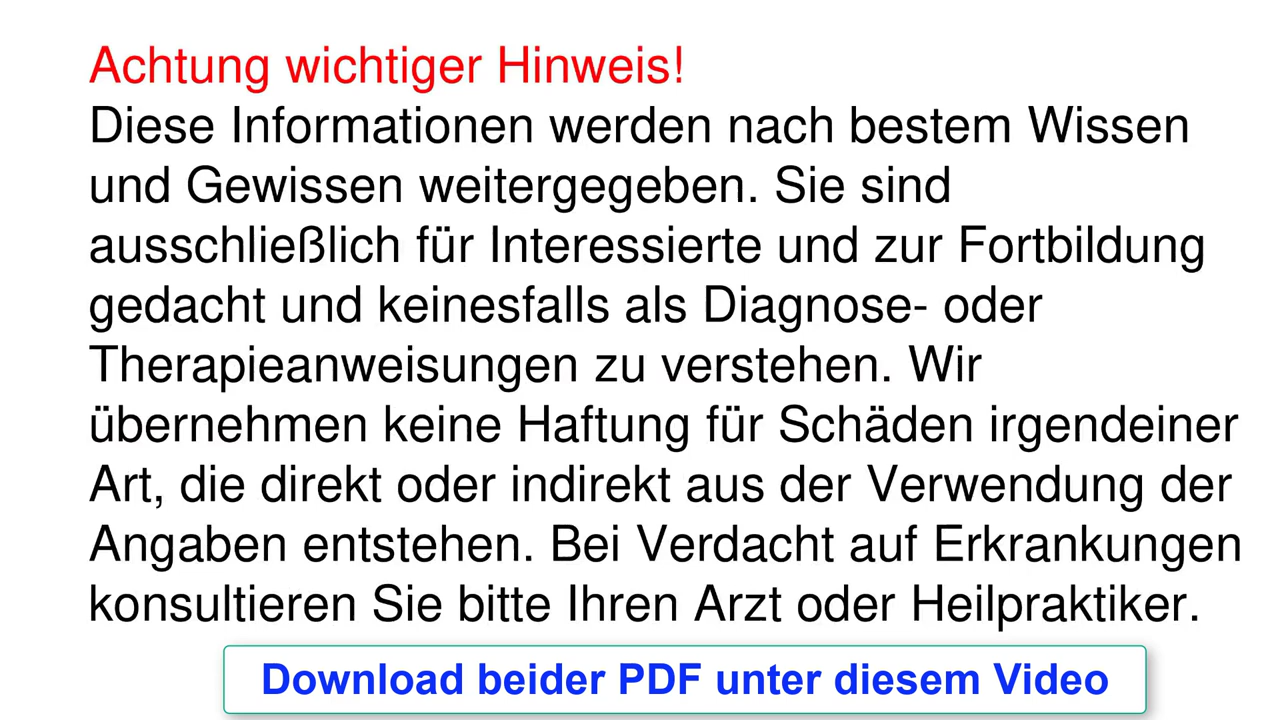 Achtung wichtiger Hinweis!
Diese Informationen werden nach bestem Wissen
und Gewissen weitergegeben. Sie sind
ausschließlich für Interessierte und zur Fortbildung
gedacht und keinesfalls als Diagnose- oder
Therapieanweisungen zu verstehen. Wir
übernehmen keine Haftung für Schäden irgendeiner
Art, die direkt oder indirekt aus der Verwendung der
Angaben entstehen. Bei Verdacht auf Erkrankungen
konsultieren Sie bitte Ihren Arzt oder Heilpraktiker.
Download beider PDF unter diesem Video